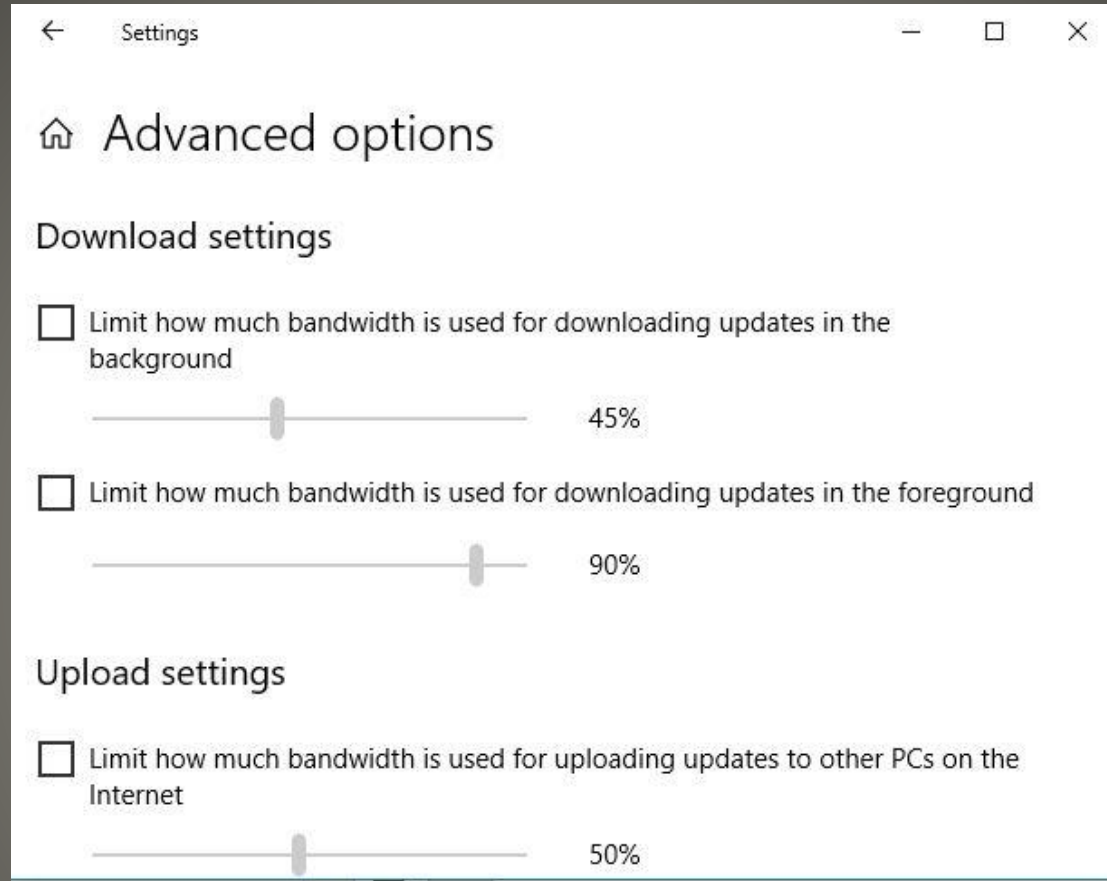 Settings
Advanced options
Download settings
Limit how much bandwidth is used for downloading updates in the
background
45%
Limit how much bandwidth is used for downloading updates in the foreground
90%
Upload settings
Limit how much bandwidth is used for uploading updates to other PCs on the
Internet
50%